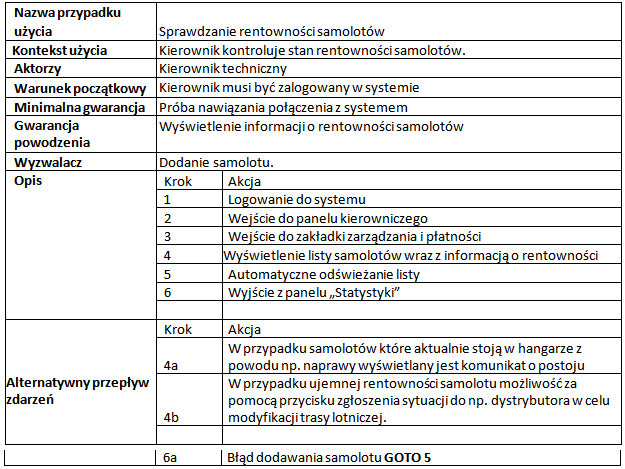 Nazwa przypadku
użycia Sprawdzanie rentowności samolotów
Kontekst użycia Kierownik kontroluje stan rentowności samolotów.
Aktorzy Kierownik techniczny
Warunek początkowy Kierownik musi być zalogowany w systemie
Minimalna gwarancja Próba nawiązania połączenia z systemem
Gwarancja Wyświetlenie informacji o rentowności samolotów
powodzenia
Wyzwalacz Dodanie samolotu.
Opis Krok Akcja
1 Logowanie do systemu
2 Wejście do panelu kierowniczego
3 Wejście do zakładki zarządzania i płatności
4 Wyświetlenie listy samolotów wraz z informacją o rentowności
5 Automatyczne odświeżanie listy
6 Wyjście z panelu „Statystyki”
Krok Akcja
W przypadku samolotów które aktualnie stoją w hangarze z
4a powodu np. naprawy wyświetlany jest komunikat o postoju
Alternatywny przepływ W przypadku ujemnej rentowności samolotu możliwość za
zdarzeń pomocą przycisku zgłoszenia sytuacji do np. dystrybutora w celu
4b modyfikacji trasy lotniczej.
6a Błąd dodawania samolotu GOTO 5